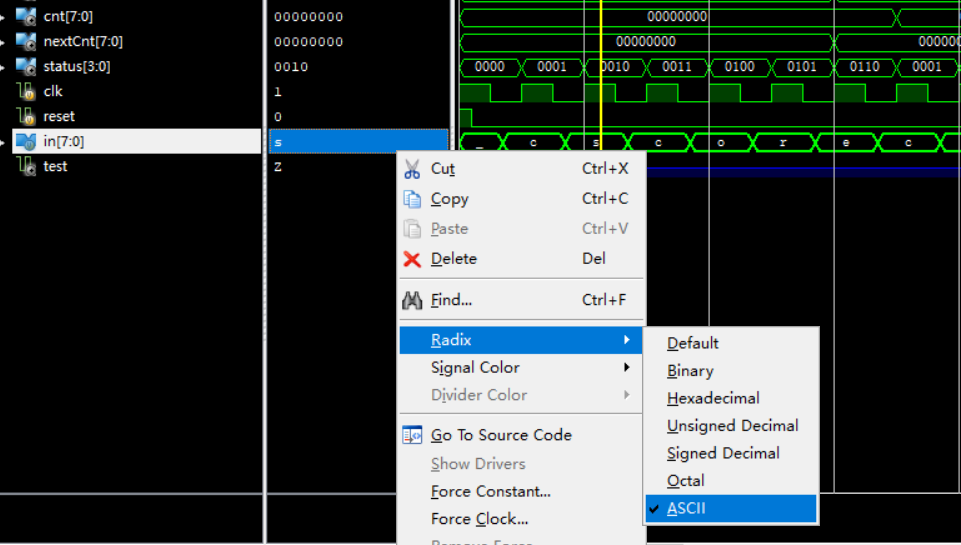 cnt[7:0] 00000000 00000000
nextCnt[7:0] 00000000 00000000 000000
status[3:0] 0010 0000 0001 0010 0011 0100 0101 0110 0001
clk 1
reset 0
in[7:0] s _ c s c o r e c
test Z
Cut Ctrl+X
Copy Ctrl+C
Paste Ctrl+V
Delete Del
Find... Ctrl+F
Radix
Signal Color
Divider Color
Go To Source Code
Show Drivers
Force Constant...
Force Clock...
Remove Force
Default
Binary
Hexadecimal
Unsigned Decimal
Signed Decimal
Octal
ASCII